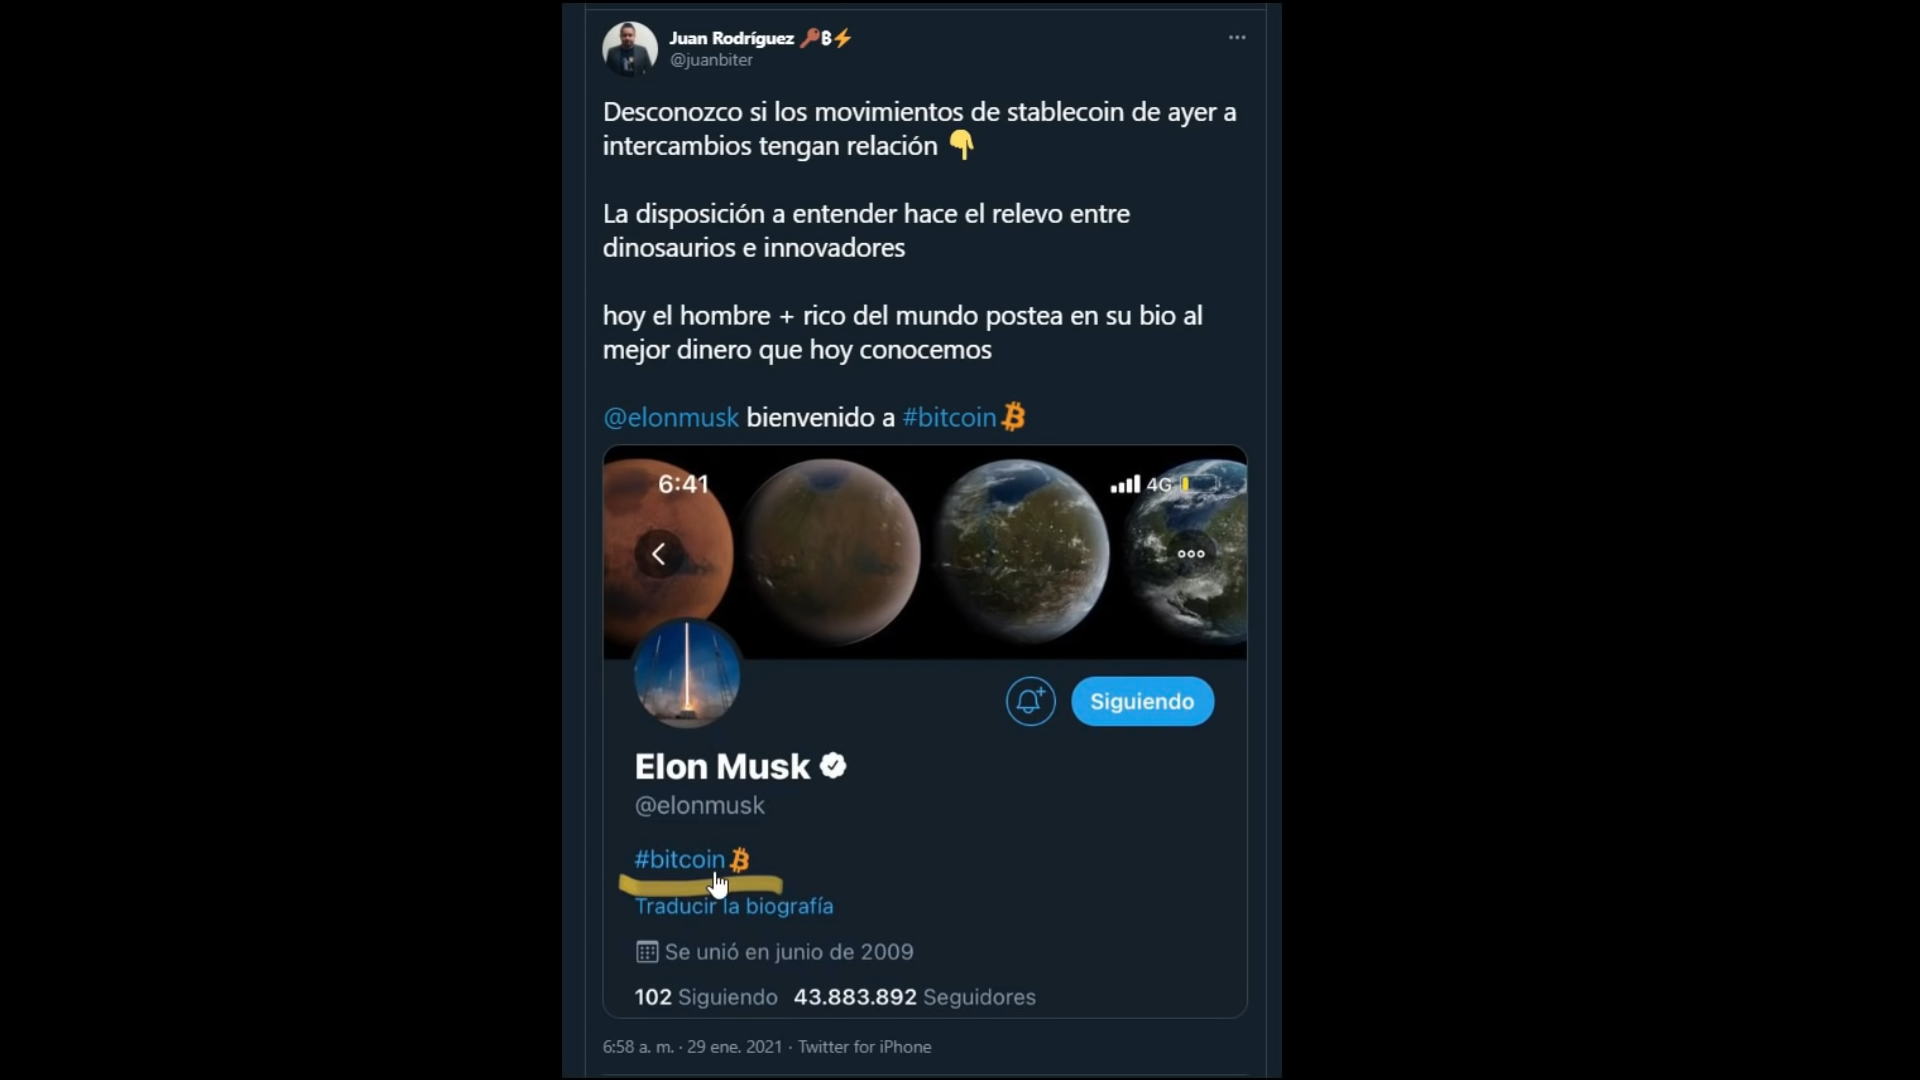 Juan Rodríguez 🔑₿⚡
@juanbiter
Desconozco si los movimientos de stablecoin de ayer a
intercambios tengan relación 👇
La disposición a entender hace el relevo entre
dinosaurios e innovadores
hoy el hombre + rico del mundo postea en su bio al
mejor dinero que hoy conocemos
@elonmusk bienvenido a #bitcoin
6:41
4G
Siguiendo
Elon Musk
@elonmusk
#bitcoin
Traducir la biografía
Se unió en junio de 2009
102 Siguiendo 43.883.892 Seguidores
6:58 a. m. · 29 ene. 2021 · Twitter for iPhone